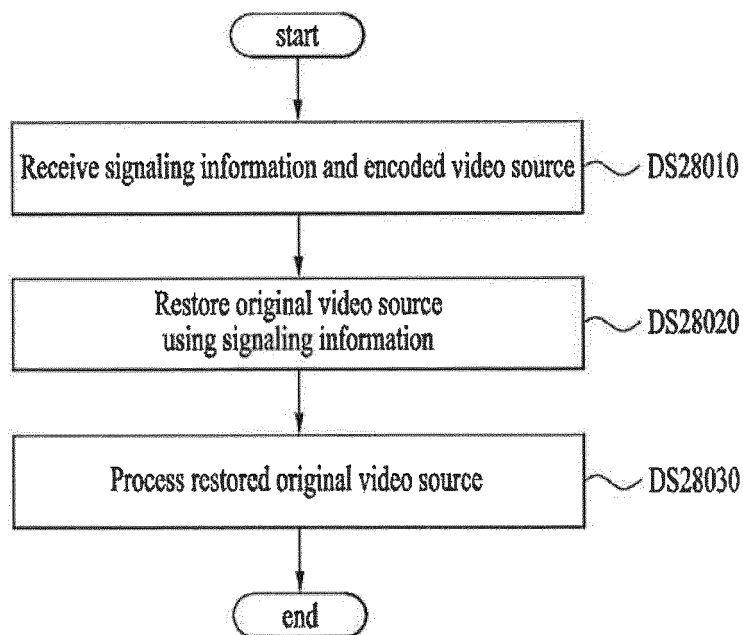 start
Receive signaling information and encoded video source
DS28010
Restore original video source
using signaling information
DS28020
Process restored original video source
DS28030
end